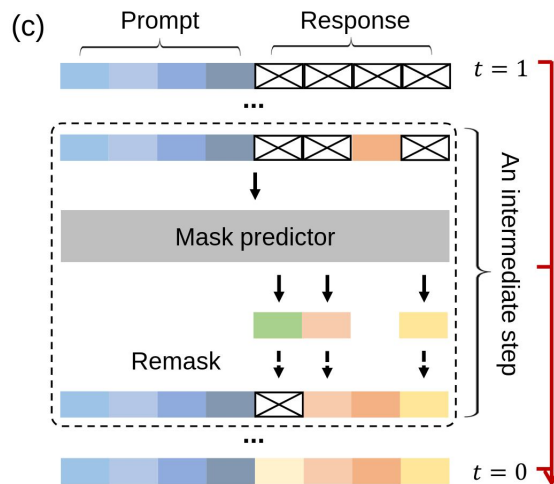 (c)
Prompt
Response
t = 1
...
Mask predictor
An intermediate step
Remask
...
t = 0